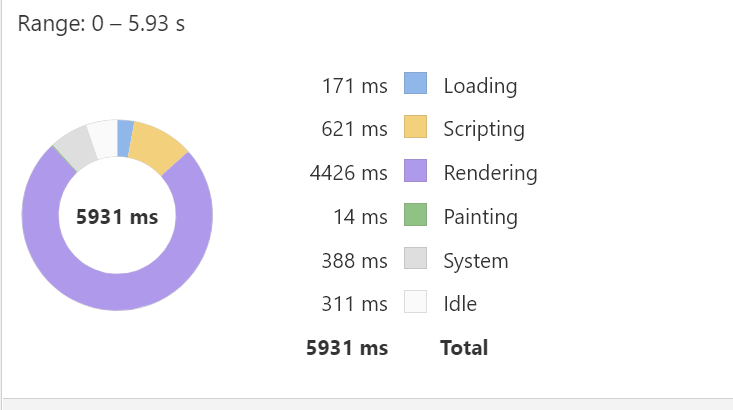 Range: 0 – 5.93 s
171 ms Loading
621 ms Scripting
4426 ms Rendering
5931 ms
14 ms Painting
388 ms System
311 ms Idle
5931 ms Total